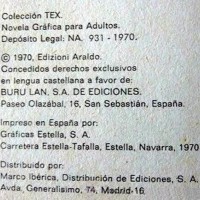 Colección TEX.
Novela Gráfica para Adultos.
Depósito Legal: NA. 931 - 1970.
© 1970, Edizioni Araldo.
Concedidos derechos exclusivos
en lengua castellana a favor de:
BURU LAN, S.A. DE EDICIONES.
Paseo Olazábal, 16, San Sebastián, España.
Impreso en España por:
Gráficas Estella, S. A.
Carretera Estella-Tafalla, Estella, Navarra, 1970
Distribuido por:
Marco Ibérica, Distribución de Ediciones, S. A.
Avda, Generalísimo, 74, Madrid-16.